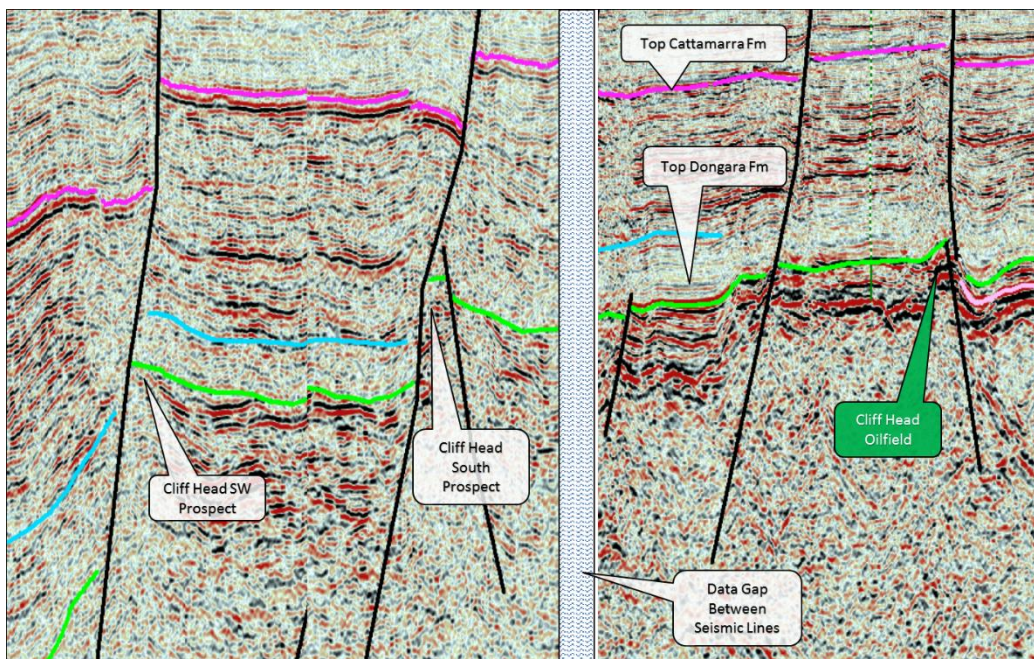 Top Cattamarra Fm
Top Dongara Fm
Cliff Head SW
Prospect
Cliff Head
South
Prospect
Cliff Head
Oilfield
Data Gap
Between
Seismic Lines